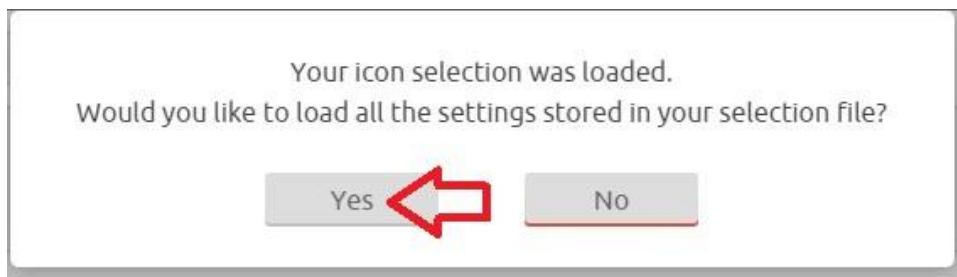 Your icon selection was loaded.
Would you like to load all the settings stored in your selection file?
Yes
No